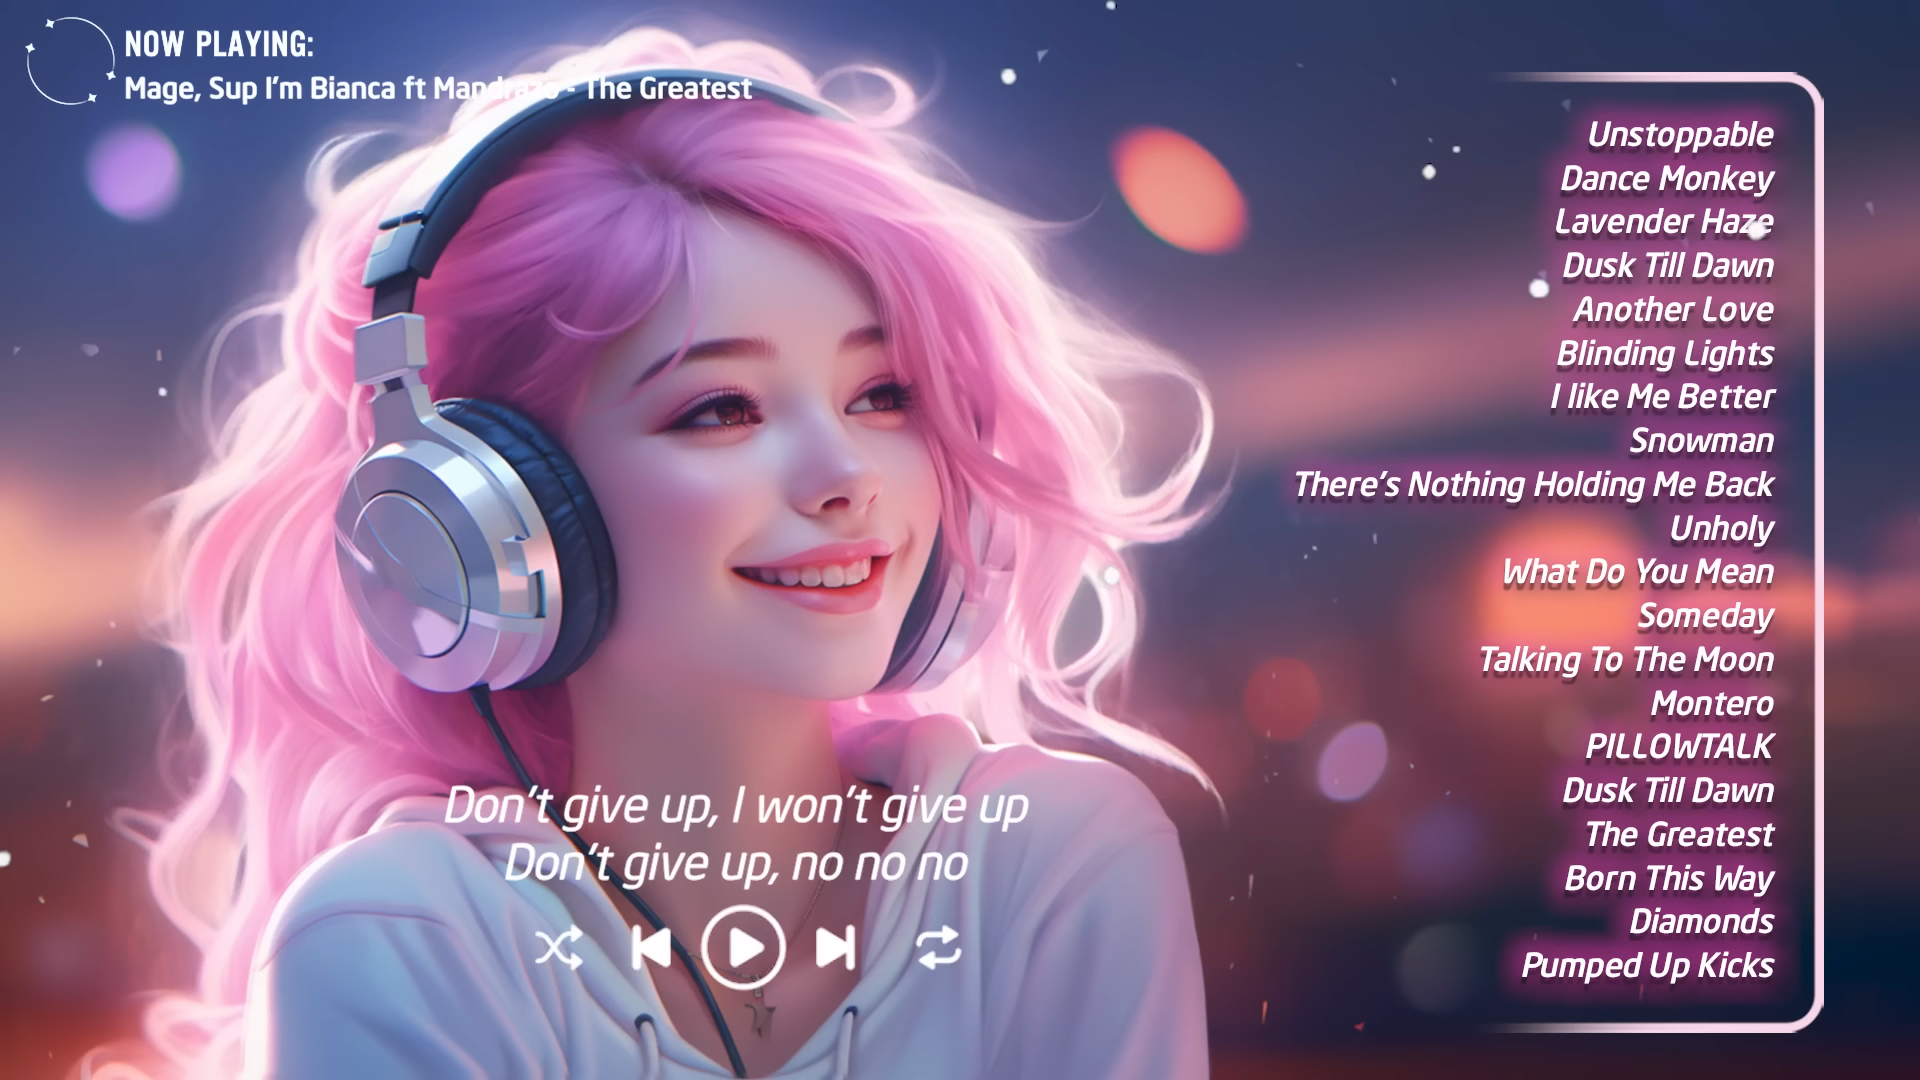 NOW PLAYING:
Mage, Sup I'm Bianca ft Mandrazo - The Greatest
Unstoppable
Dance Monkey
Lavender Haze
Dusk Till Dawn
Another Love
Blinding Lights
I like Me Better
Snowman
There's Nothing Holding Me Back
Unholy
What Do You Mean
Someday
Talking To The Moon
Montero
PILLOWTALK
Dusk Till Dawn
The Greatest
Born This Way
Diamonds
Pumped Up Kicks
Don't give up, I won't give up
Don't give up, no no no